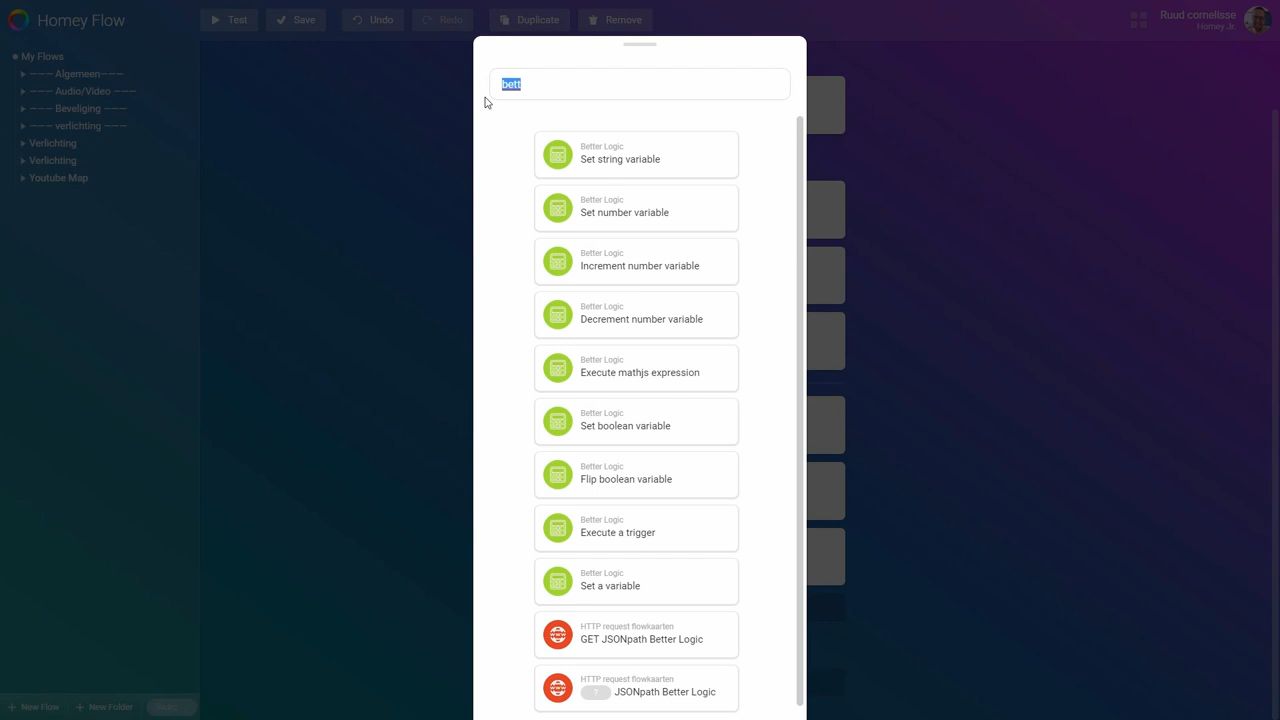 Homey Flow
Test
Save
Undo
Redo
Duplicate
Remove
Ruud cornelisse
Homey Jr.
My Flows
——— Algemeen———
——— Audio/Video ———
——— Beveliging ———
——— verlichting ———
Verlichting
Verlichting
Youtube Map
bett
Better Logic
Set string variable
Better Logic
Set number variable
Better Logic
Increment number variable
Better Logic
Decrement number variable
Better Logic
Execute mathjs expression
Better Logic
Set boolean variable
Better Logic
Flip boolean variable
Better Logic
Execute a trigger
Better Logic
Set a variable
HTTP request flowkaarten
GET JSONpath Better Logic
HTTP request flowkaarten
JSONpath Better Logic
New Flow
New Folder